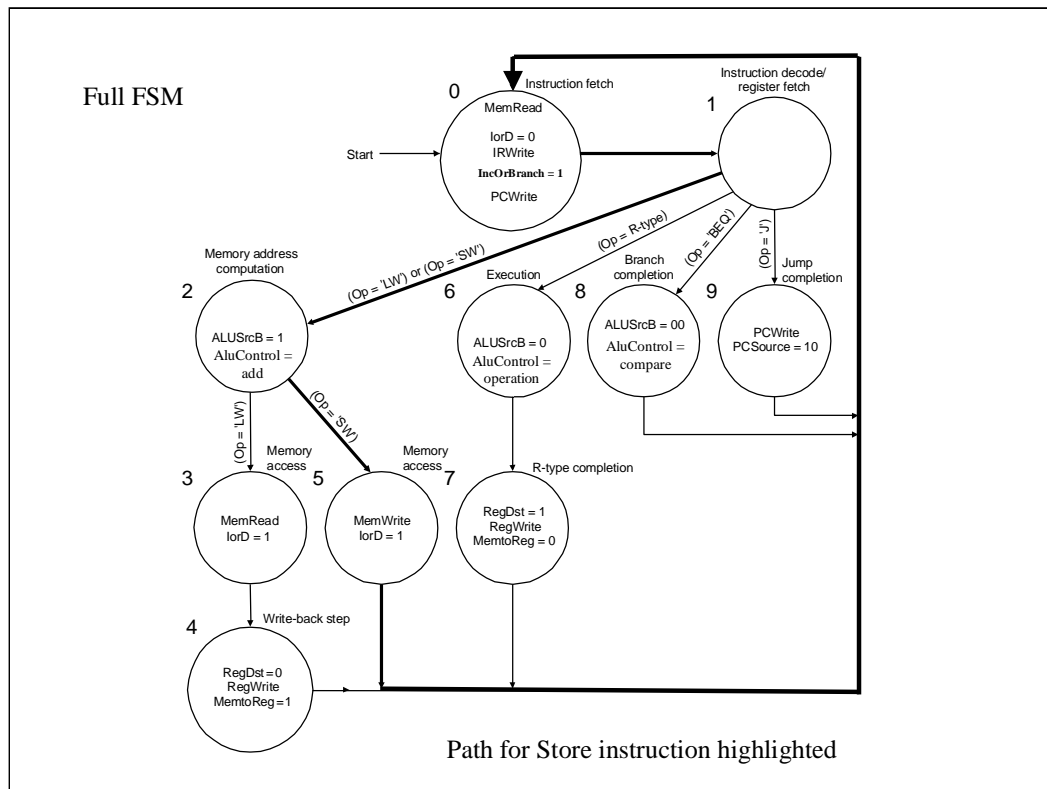 Full FSM
0
Instruction fetch
MemRead
IorD = 0
IRWrite
IncOrBranch = 1
PCWrite
Start
1
Instruction decode/
register fetch
(Op = 'LW') or (Op = 'SW')
(Op = R-type)
(Op = 'BEQ')
(Op = 'J')
Memory address
computation
2
ALUSrcB = 1
AluControl =
add
Execution
6
ALUSrcB = 0
AluControl =
operation
Branch
completion
8
ALUSrcB = 00
AluControl =
compare
Jump
completion
9
PCWrite
PCSource = 10
(Op = 'LW')
(Op = 'SW')
Memory
access
3
MemRead
IorD = 1
Memory
access
5
MemWrite
IorD = 1
R-type completion
7
RegDst = 1
RegWrite
MemtoReg = 0
Write-back step
4
RegDst = 0
RegWrite
MemtoReg = 1
Path for Store instruction highlighted